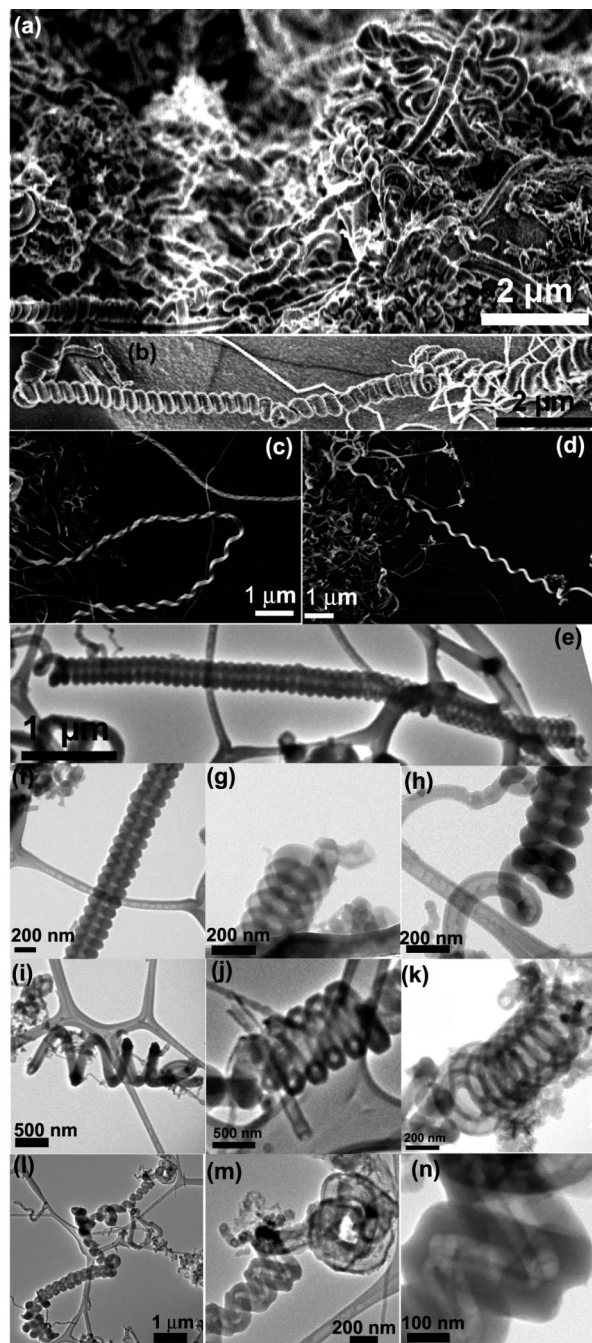 (a)
2 μm
(b)
2 μm
(c)
1 μm
(d)
1 μm
(e)
1 μm
(f)
200 nm
(g)
200 nm
(h)
200 nm
(i)
500 nm
(j)
500 nm
(k)
200 nm
(l)
1 μm
(m)
200 nm
(n)
100 nm